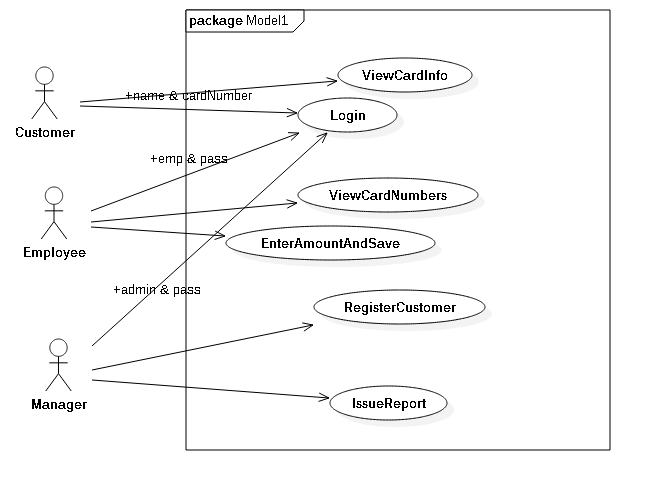 package Model1
ViewCardInfo
+name & cardNumber
Login
Customer
+emp & pass
ViewCardNumbers
EnterAmountAndSave
Employee
+admin & pass
RegisterCustomer
IssueReport
Manager